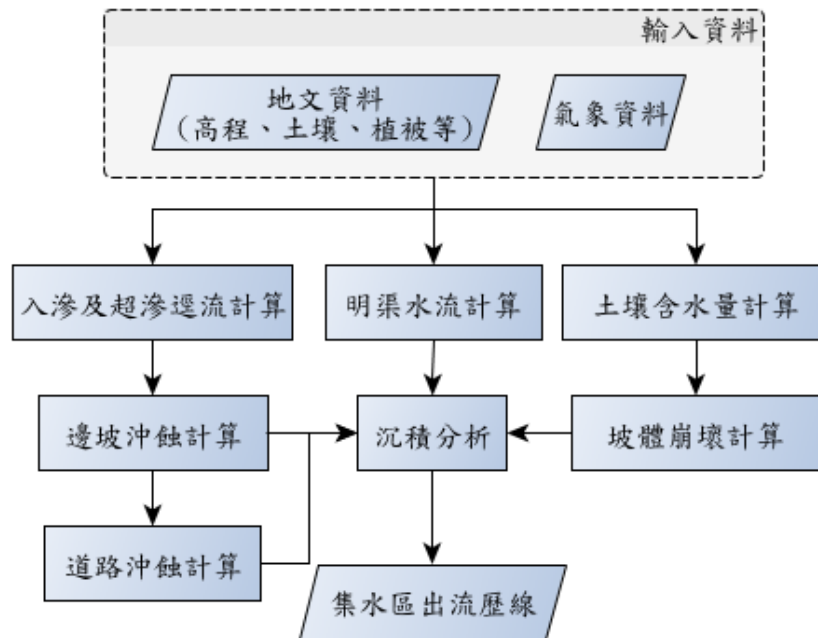 輸入資料
地文資料
（高程、土壤、植被等）
氣象資料
入滲及超滲逕流計算
明渠水流計算
土壤含水量計算
邊坡沖蝕計算
沉積分析
坡體崩壞計算
道路沖蝕計算
集水區出流歷線